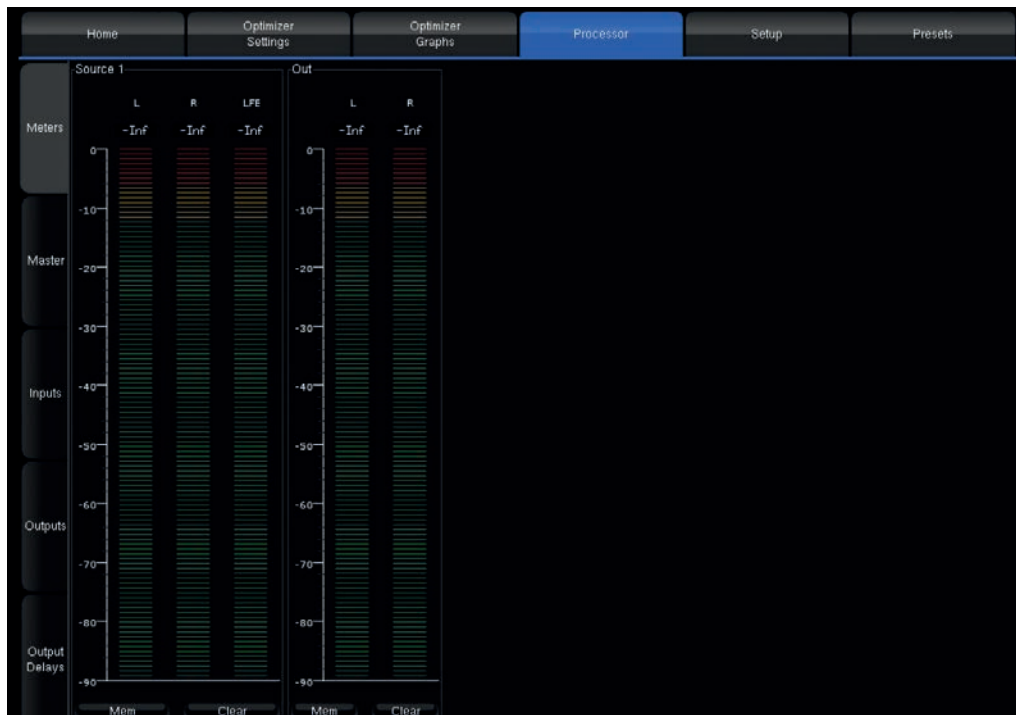 Home
Optimizer
Settings
Optimizer
Graphs
Processor
Setup
Presets
Meters
Master
Inputs
Outputs
Output
Delays
Source 1
L R LFE
-Inf -Inf -Inf
0
-10
-20
-30
-40
-50
-60
-70
-80
-90
Mem Clear
Out
L R
-Inf -Inf
0
-10
-20
-30
-40
-50
-60
-70
-80
-90
Mem Clear